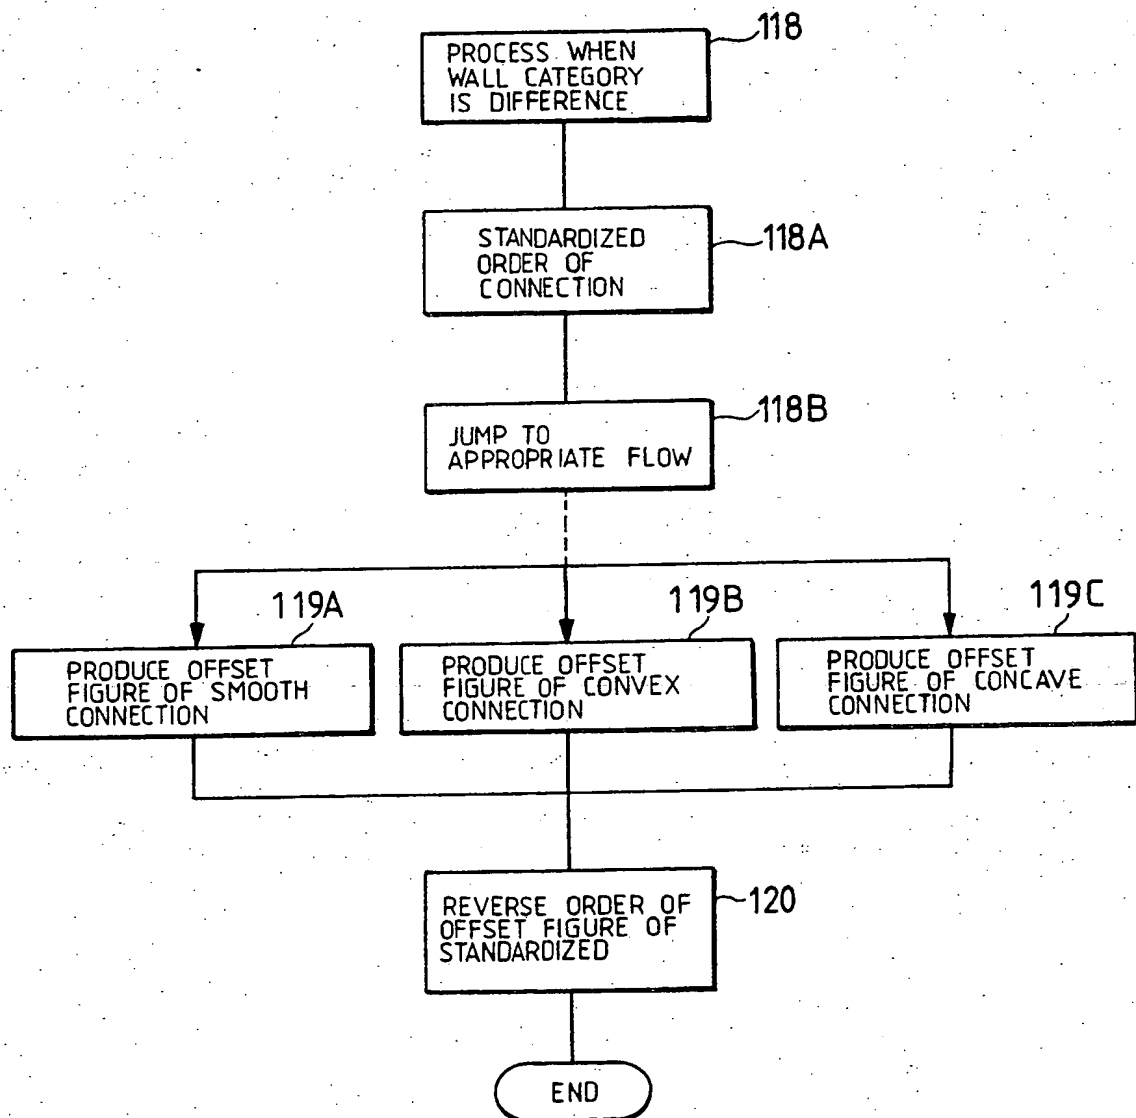 118
PROCESS WHEN
WALL CATEGORY
IS DIFFERENCE
118A
STANDARDIZED
ORDER OF
CONNECTION
118B
JUMP TO
APPROPRIATE FLOW
119A
PRODUCE OFFSET
FIGURE OF SMOOTH
CONNECTION
119B
PRODUCE OFFSET
FIGURE OF CONVEX
CONNECTION
119C
PRODUCE OFFSET
FIGURE OF CONCAVE
CONNECTION
120
REVERSE ORDER OF
OFFSET FIGURE OF
STANDARDIZED
END